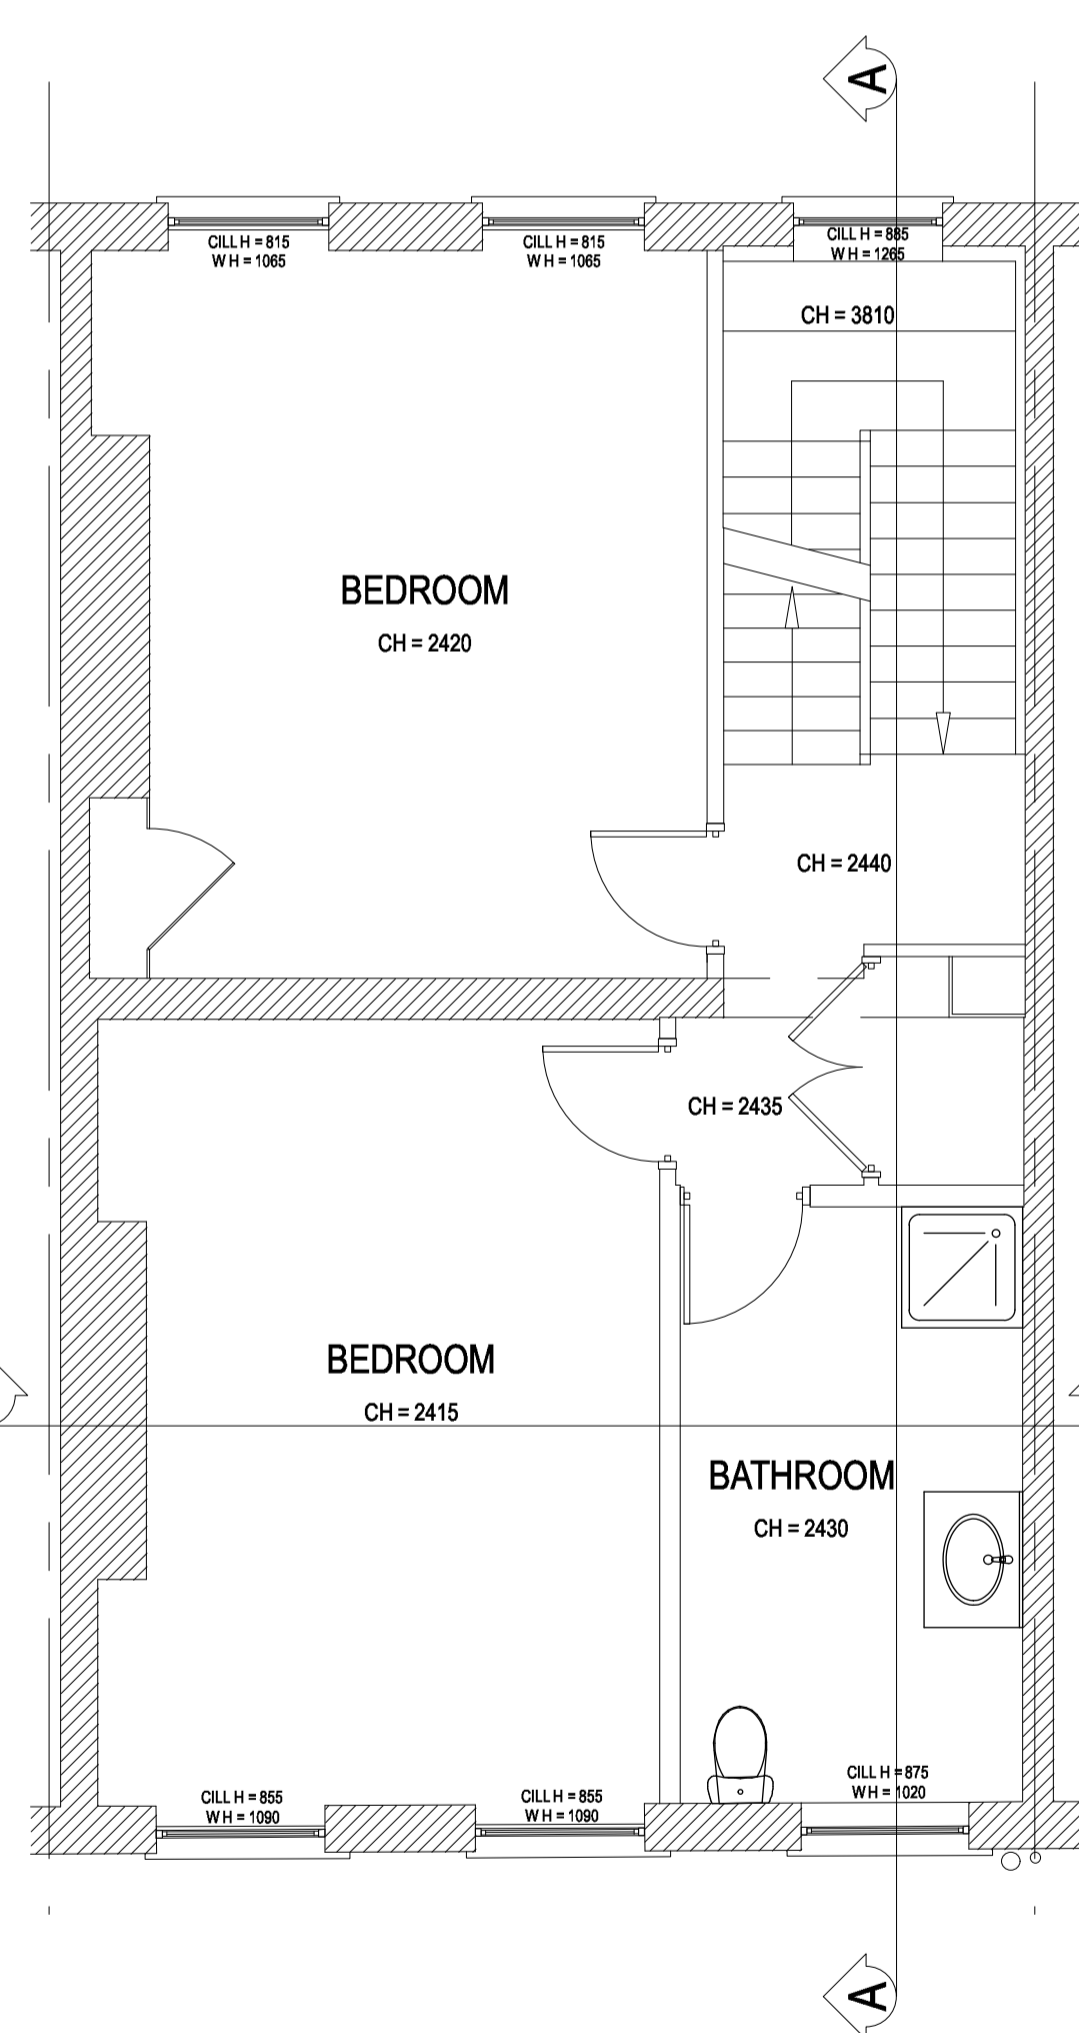 A
CILL H = 815
W H = 1065
CILL H = 815
W H = 1065
CILL H = 885
W H = 1265
CH = 3810
BEDROOM
CH = 2420
CH = 2440
CH = 2435
BEDROOM
CH = 2415
BATHROOM
CH = 2430
CILL H = 855
W H = 1090
CILL H = 855
W H = 1090
CILL H = 875
W H = 1020
A